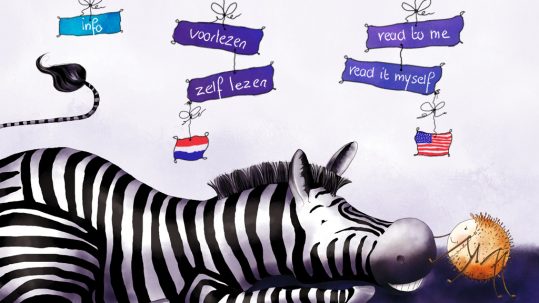 info
voorlezen
zelf lezen
read to me
read it myself